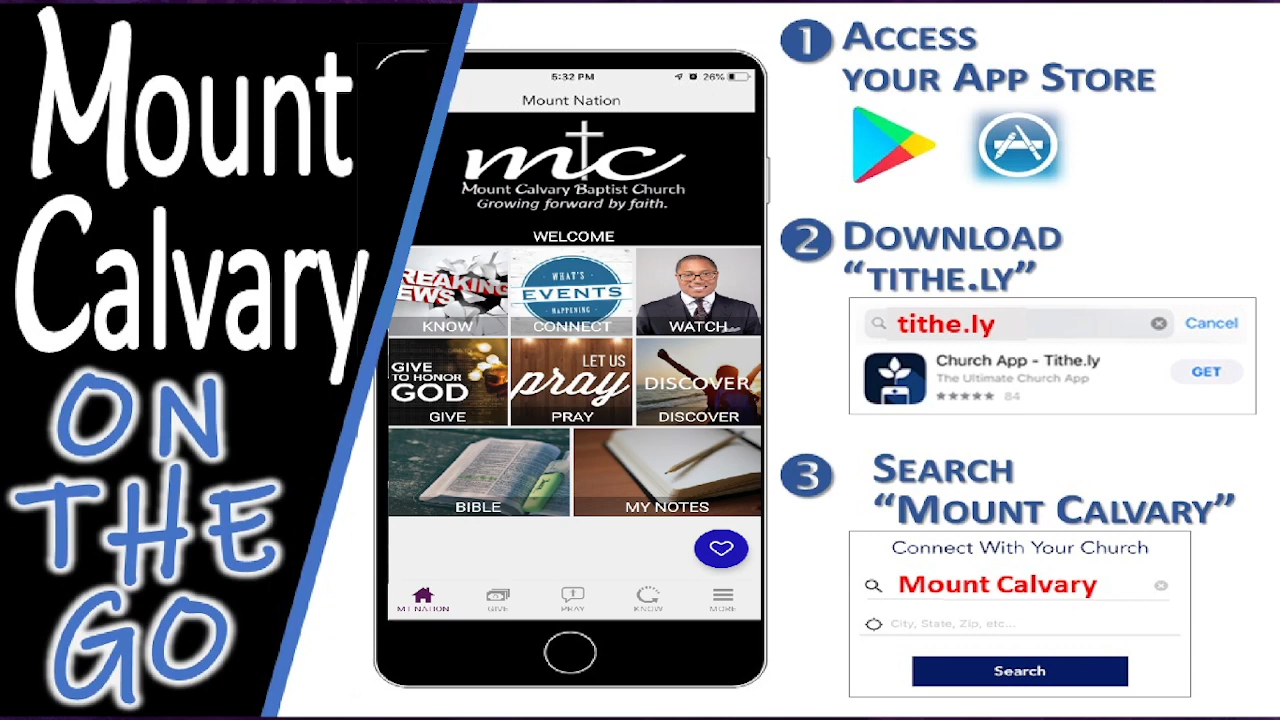 Mount
Calvary
ON
THE
GO
5:32 PM
26%
Mount Nation
mtc
Mount Calvary Baptist Church
Growing forward by faith.
WELCOME
BREAKING
NEWS
KNOW
WHAT'S
EVENTS
HAPPENING
CONNECT
WATCH
GIVE
TO HONOR
GOD
GIVE
LET US
pray
PRAY
DISCOVER
DISCOVER
BIBLE
MY NOTES
MT NATION
GIVE
PRAY
KNOW
MORE
1 ACCESS
YOUR APP STORE
2 DOWNLOAD
“TITHE.LY”
tithe.ly
Cancel
Church App - Tithe.ly
The Ultimate Church App
GET
★★★★★ 84
3 SEARCH
“MOUNT CALVARY”
Connect With Your Church
Mount Calvary
City, State, Zip, etc...
Search